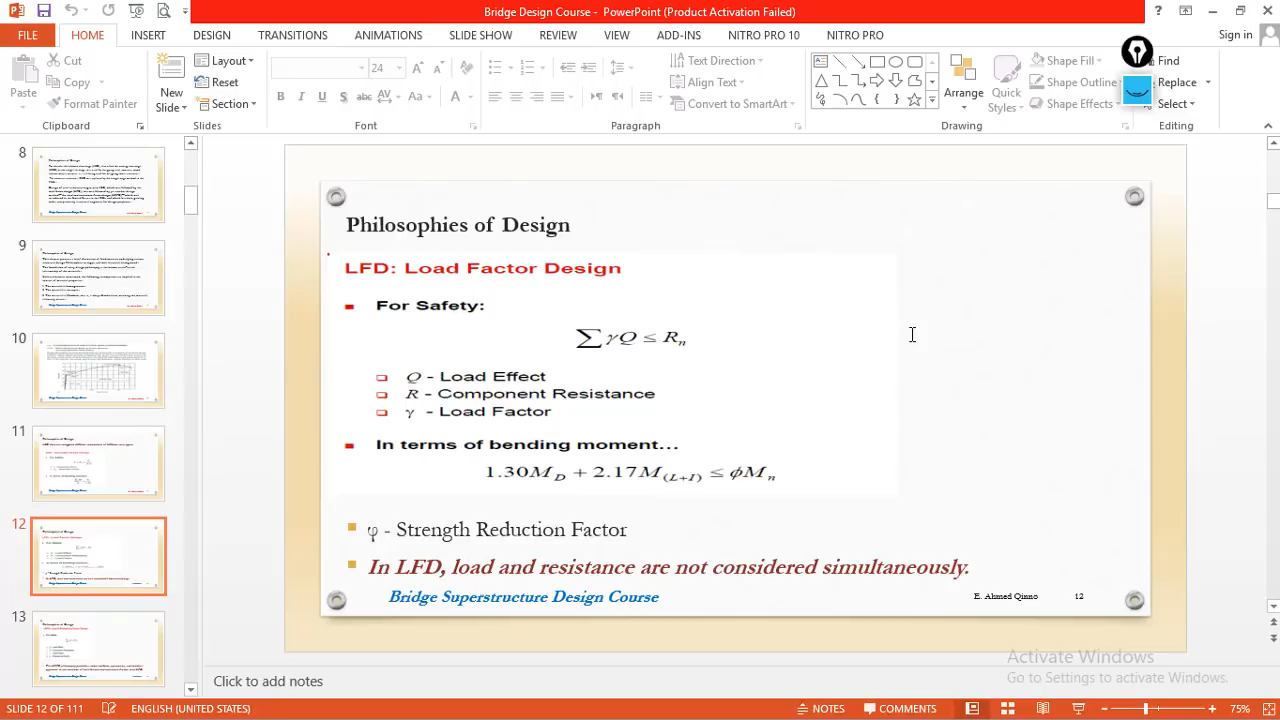 Bridge Design Course - PowerPoint (Product Activation Failed)
FILE HOME INSERT DESIGN TRANSITIONS ANIMATIONS SLIDE SHOW REVIEW VIEW ADD-INS NITRO PRO 10 NITRO PRO Sign in
Paste Cut Copy Format Painter
New Slide Layout Reset Section
24
B I U S abc AV Aa A
Text Direction Align Text Convert to SmartArt
Arrange Quick Styles Shape Fill Shape Outline Shape Effects
Find Replace Select
Clipboard Slides Font Paragraph Drawing Editing
8
9
10
11
12
13
Philosophies of Design
LFD: Load Factor Design
For Safety:
∑ γQ ≤ Rn
Q - Load Effect
R - Component Resistance
γ - Load Factor
In terms of bending moment...
1.30MD + 2.17M(L+I) ≤ ϕMn
φ - Strength Reduction Factor
In LFD, load and resistance are not considered simultaneously.
Bridge Superstructure Design Course E. Ahmed Qinno 12
Activate Windows
Go to Settings to activate Windows.
Click to add notes
SLIDE 12 OF 111 ENGLISH (UNITED STATES) NOTES COMMENTS 75%